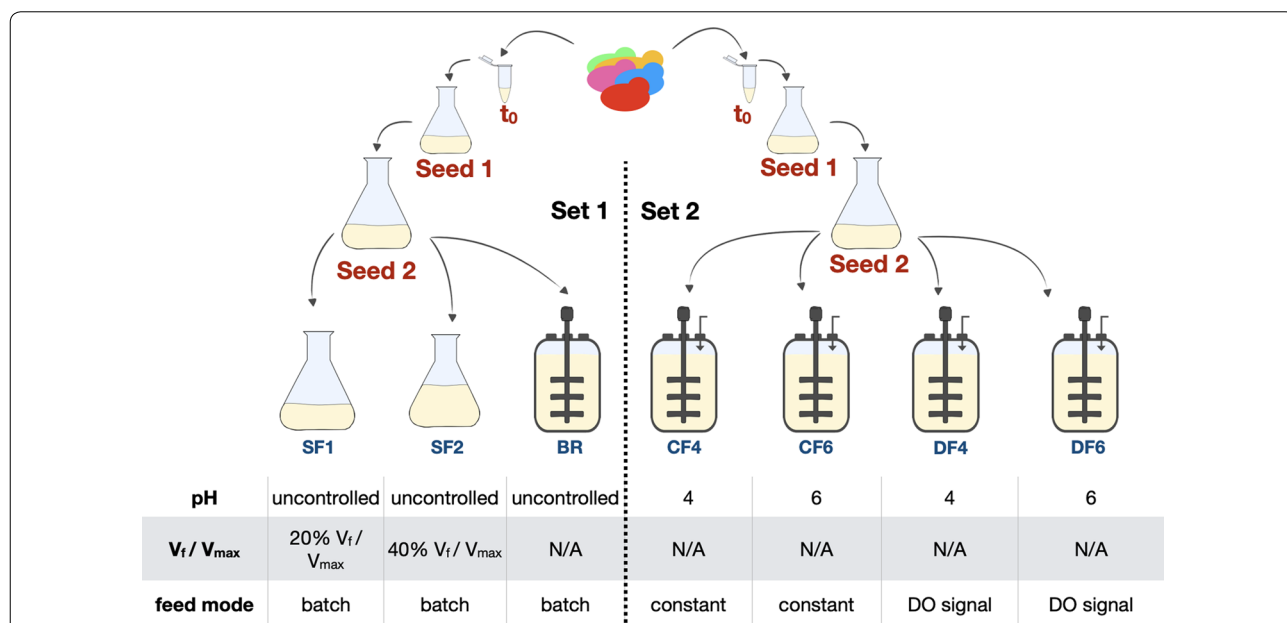 t0
t0
Seed 1
Seed 1
Set 1
Set 2
Seed 2
Seed 2
SF1
SF2
BR
CF4
CF6
DF4
DF6
pH
uncontrolled
uncontrolled
uncontrolled
4
6
4
6
Vf / Vmax
20% Vf /
Vmax
40% Vf / Vmax
N/A
N/A
N/A
N/A
N/A
feed mode
batch
batch
batch
constant
constant
DO signal
DO signal